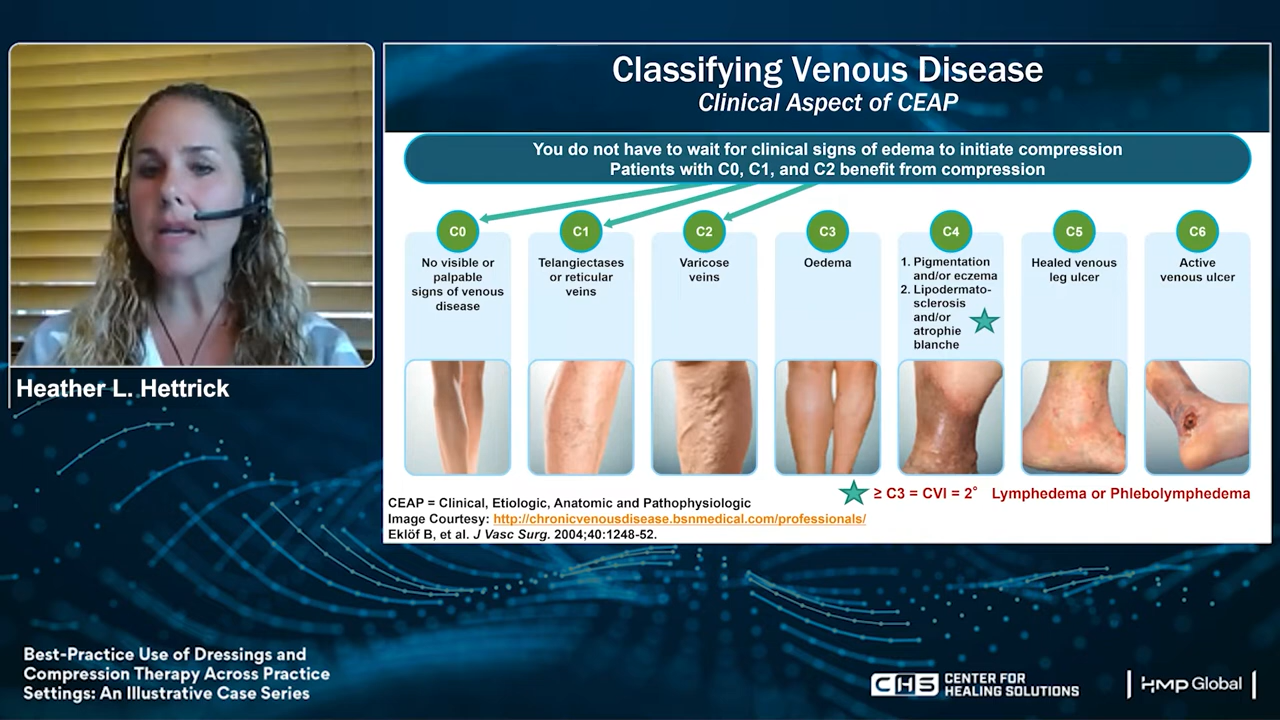 Classifying Venous Disease
Clinical Aspect of CEAP
You do not have to wait for clinical signs of edema to initiate compression
Patients with C0, C1, and C2 benefit from compression
C0
No visible or
palpable
signs of venous
disease
C1
Telangiectases
or reticular
veins
C2
Varicose
veins
C3
Oedema
C4
1. Pigmentation
and/or eczema
2. Lipodermato-
sclerosis
and/or
atrophie
blanche
C5
Healed venous
leg ulcer
C6
Active
venous ulcer
≥ C3 = CVI = 2° Lymphedema or Phlebolymphedema
CEAP = Clinical, Etiologic, Anatomic and Pathophysiologic
Image Courtesy: http://chronicvenousdisease.bsnmedical.com/professionals/
Eklöf B, et al. J Vasc Surg. 2004;40:1248-52.
Heather L. Hettrick
Best-Practice Use of Dressings and
Compression Therapy Across Practice
Settings: An Illustrative Case Series
CHS CENTER FOR
HEALING SOLUTIONS
HMP Global